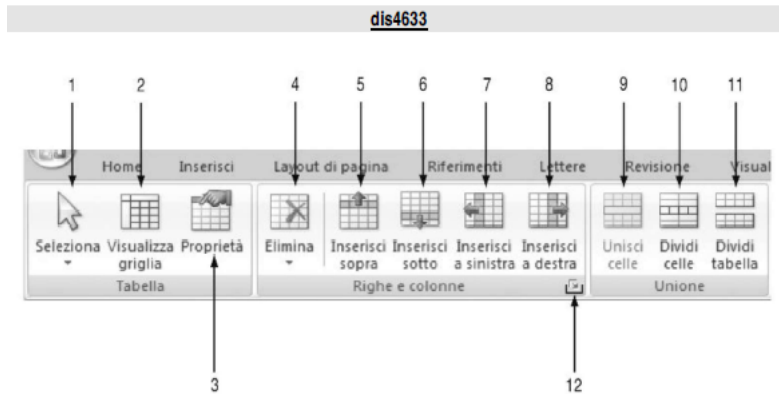 dis4633
1 2 4 5 6 7 8 9 10 11
Home Inserisci Layout di pagina Riferimenti Lettere Revisione Visual
Seleziona Visualizza griglia Proprietà Elimina Inserisci sopra Inserisci sotto Inserisci a sinistra Inserisci a destra Unisci celle Dividi celle Dividi tabella
Tabella Righe e colonne Unione
3 12